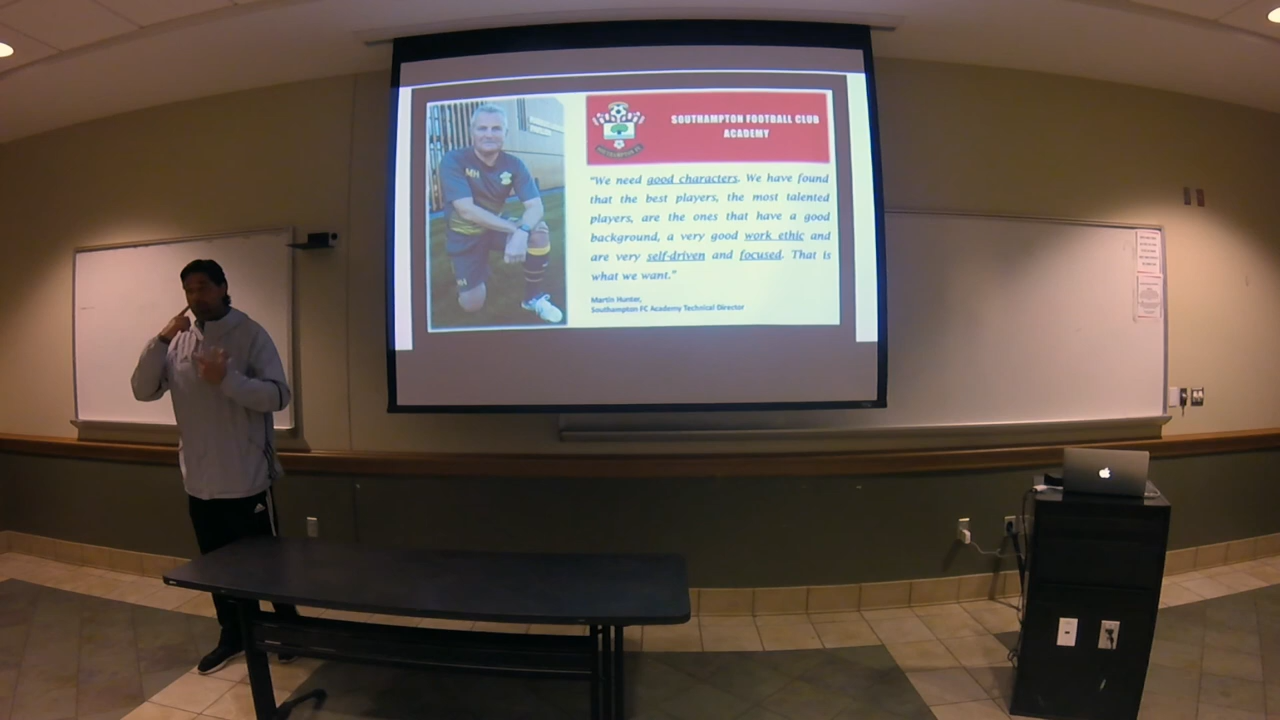 SOUTHAMPTON FOOTBALL CLUB
ACADEMY
MH
"We need good characters. We have found
that the best players, the most talented
players, are the ones that have a good
background, a very good work ethic and
are very self-driven and focused. That is
what we want."
Martin Hunter,
Southampton FC Academy Technical Director